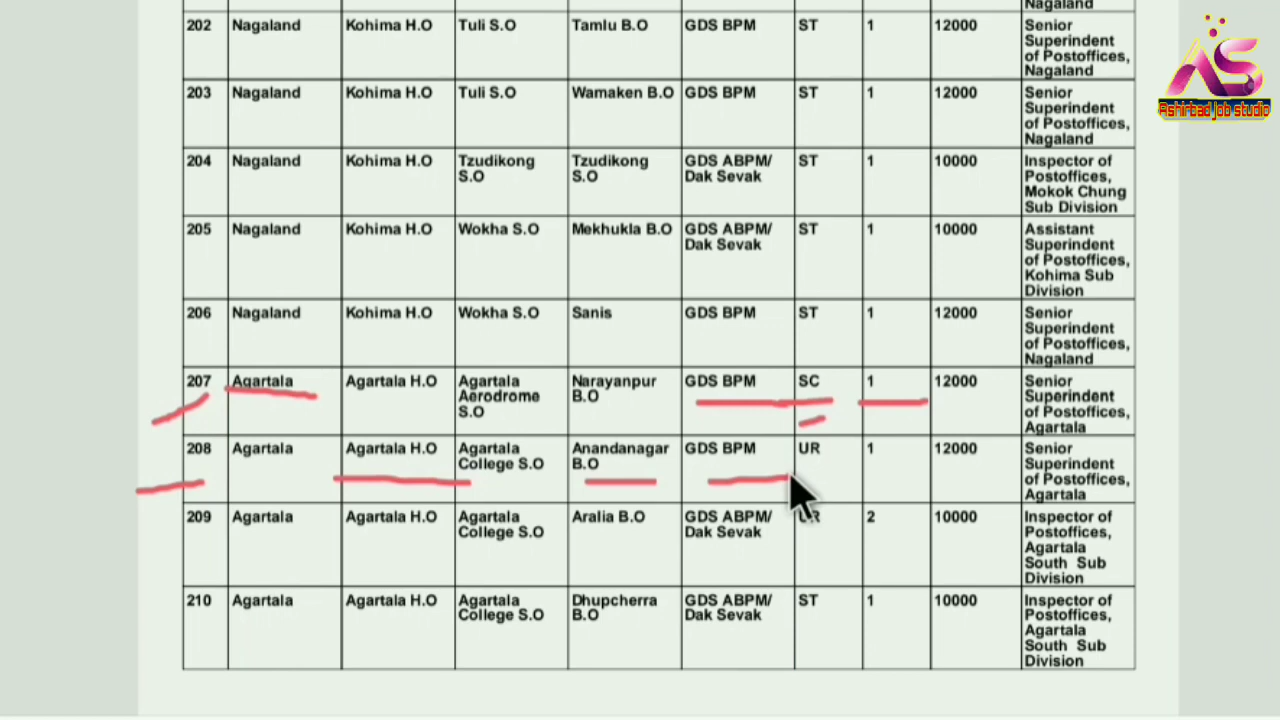 Nagaland
202 Nagaland Kohima H.O Tuli S.O Tamlu B.O GDS BPM ST 1 12000 Senior
Superindent
of Postoffices,
Nagaland
203 Nagaland Kohima H.O Tuli S.O Wamaken B.O GDS BPM ST 1 12000 Senior
Superindent
of Postoffices,
Nagaland
204 Nagaland Kohima H.O Tzudikong Tzudikong GDS ABPM/ ST 1 10000 Inspector of
S.O S.O Dak Sevak Postoffices,
Mokok Chung
Sub Division
205 Nagaland Kohima H.O Wokha S.O Mekhukla B.O GDS ABPM/ ST 1 10000 Assistant
Dak Sevak Superindent
of Postoffices,
Kohima Sub
Division
206 Nagaland Kohima H.O Wokha S.O Sanis GDS BPM ST 1 12000 Senior
Superindent
of Postoffices,
Nagaland
207 Agartala Agartala H.O Agartala Narayanpur GDS BPM SC 1 12000 Senior
Aerodrome B.O Superindent
S.O of Postoffices,
Agartala
208 Agartala Agartala H.O Agartala Anandanagar GDS BPM UR 1 12000 Senior
College S.O B.O Superindent
of Postoffices,
Agartala
209 Agartala Agartala H.O Agartala Aralia B.O GDS ABPM/ UR 2 10000 Inspector of
College S.O Dak Sevak Postoffices,
Agartala
South Sub
Division
210 Agartala Agartala H.O Agartala Dhupcherra GDS ABPM/ ST 1 10000 Inspector of
College S.O B.O Dak Sevak Postoffices,
Agartala
South Sub
Division
AS
Ashirbad job studio